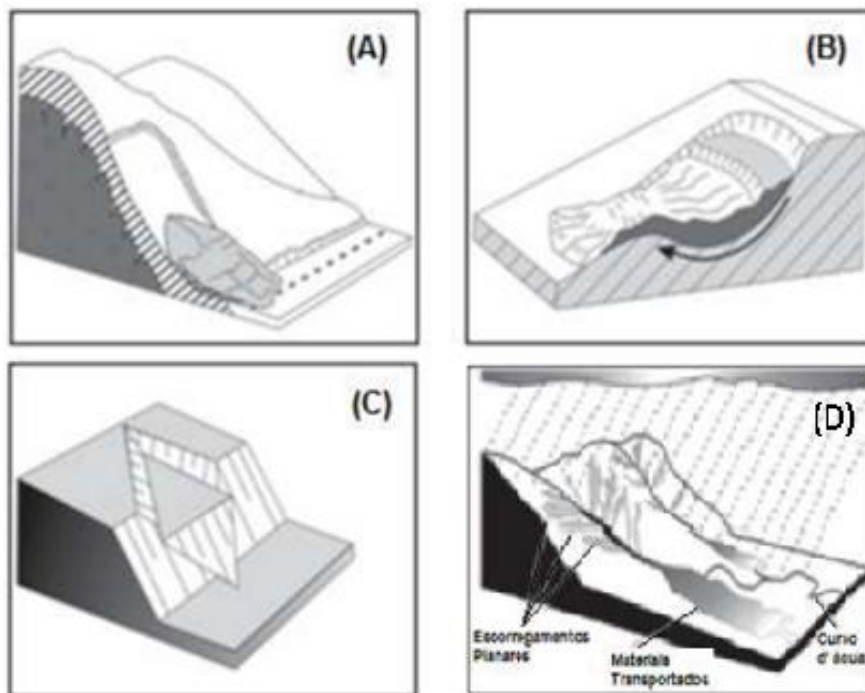 (A)
(B)
(C)
(D)
Escorregamentos
Planares
Materiais
Transportados
Curso
d' água